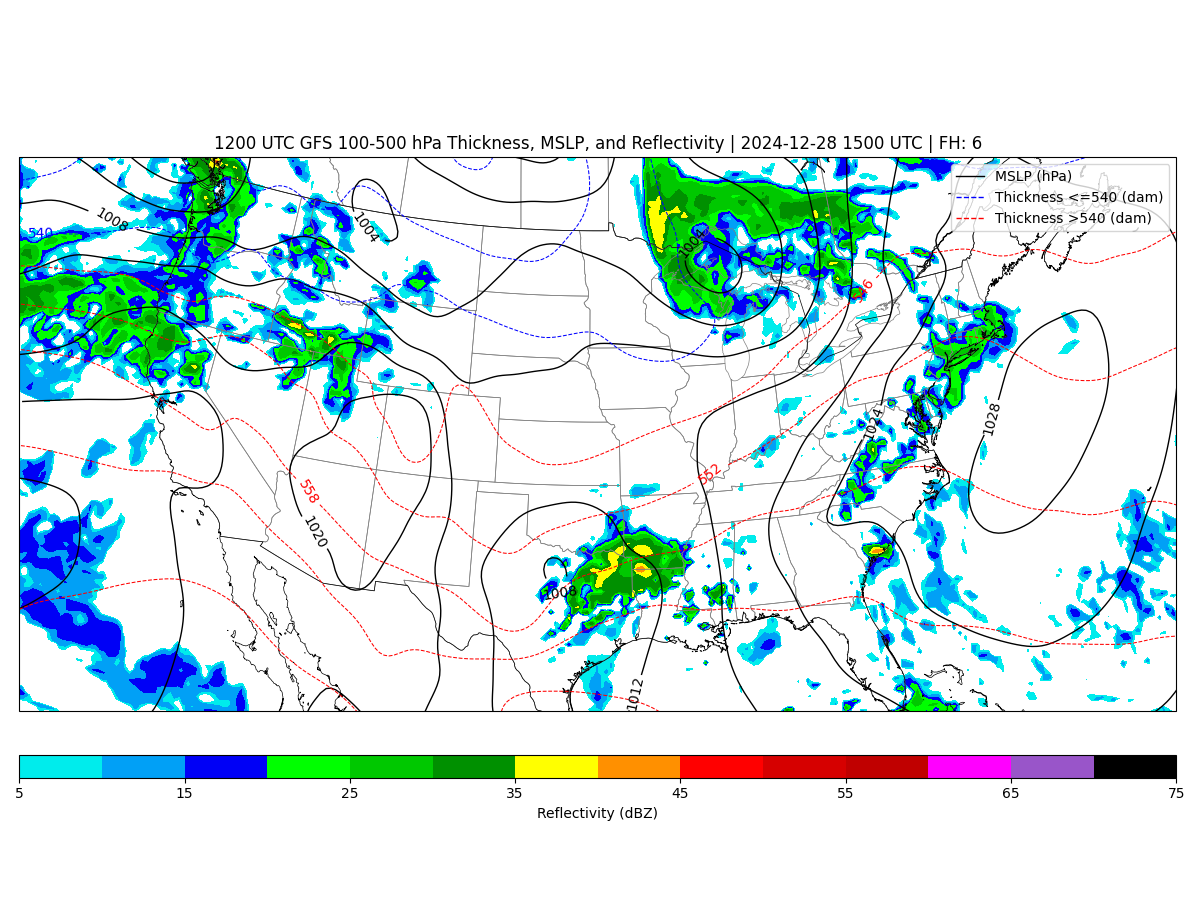 1200 UTC GFS 100-500 hPa Thickness, MSLP, and Reflectivity | 2024-12-28 1500 UTC | FH: 6
MSLP (hPa)
Thickness <=540 (dam)
Thickness >540 (dam)
1008
1004
540
1004
1028
1024
552
558
1020
1008
1012
5 15 25 35 45 55 65 75
Reflectivity (dBZ)